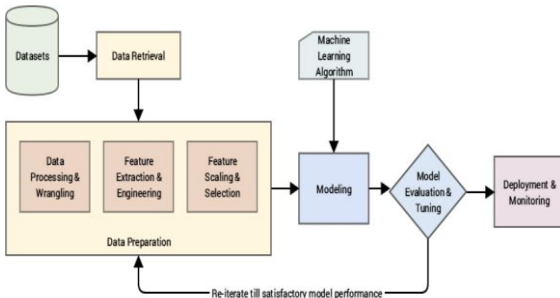 Datasets
Data Retrieval
Machine
Learning
Algorithm
Data
Processing &
Wrangling
Feature
Extraction &
Engineering
Feature
Scaling &
Selection
Data Preparation
Modeling
Model
Evaluation &
Tuning
Deployment &
Monitoring
Re-iterate till satisfactory model performance